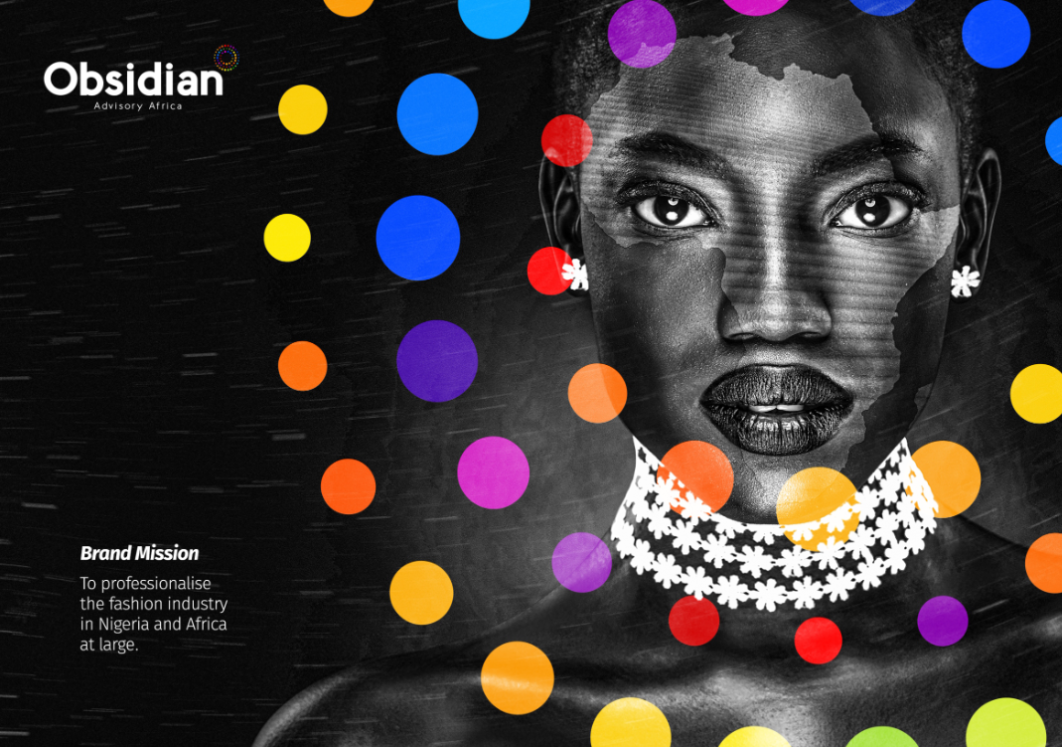 Obsidian
Advisory Africa
Brand Mission
To professionalise
the fashion industry
in Nigeria and Africa
at large.